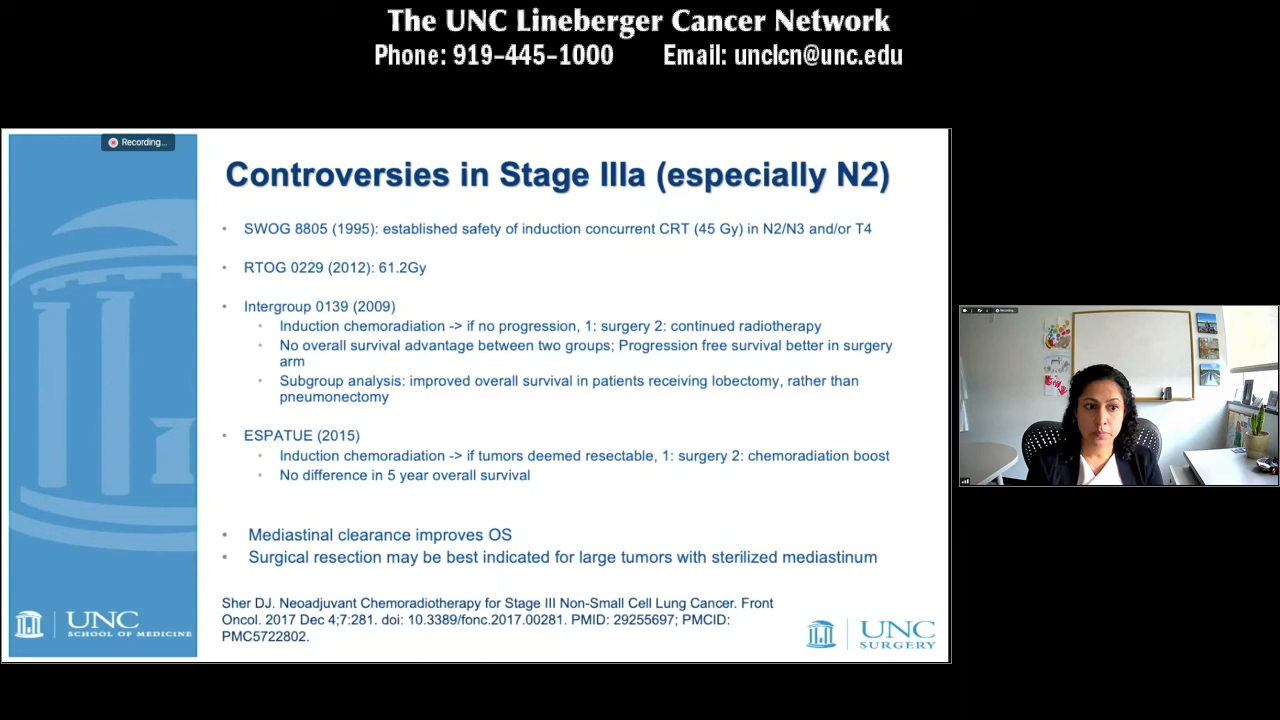 The UNC Lineberger Cancer Network
Phone: 919-445-1000 Email: unclcn@unc.edu
Recording...
Controversies in Stage IIIa (especially N2)
• SWOG 8805 (1995): established safety of induction concurrent CRT (45 Gy) in N2/N3 and/or T4
• RTOG 0229 (2012): 61.2Gy
• Intergroup 0139 (2009)
• Induction chemoradiation -> if no progression, 1: surgery 2: continued radiotherapy
• No overall survival advantage between two groups; Progression free survival better in surgery
arm
• Subgroup analysis: improved overall survival in patients receiving lobectomy, rather than
pneumonectomy
• ESPATUE (2015)
• Induction chemoradiation -> if tumors deemed resectable, 1: surgery 2: chemoradiation boost
• No difference in 5 year overall survival
• Mediastinal clearance improves OS
• Surgical resection may be best indicated for large tumors with sterilized mediastinum
Sher DJ. Neoadjuvant Chemoradiotherapy for Stage III Non-Small Cell Lung Cancer. Front
Oncol. 2017 Dec 4;7:281. doi: 10.3389/fonc.2017.00281. PMID: 29255697; PMCID:
PMC5722802.
UNC
SCHOOL OF MEDICINE
UNC
SURGERY
Recording...